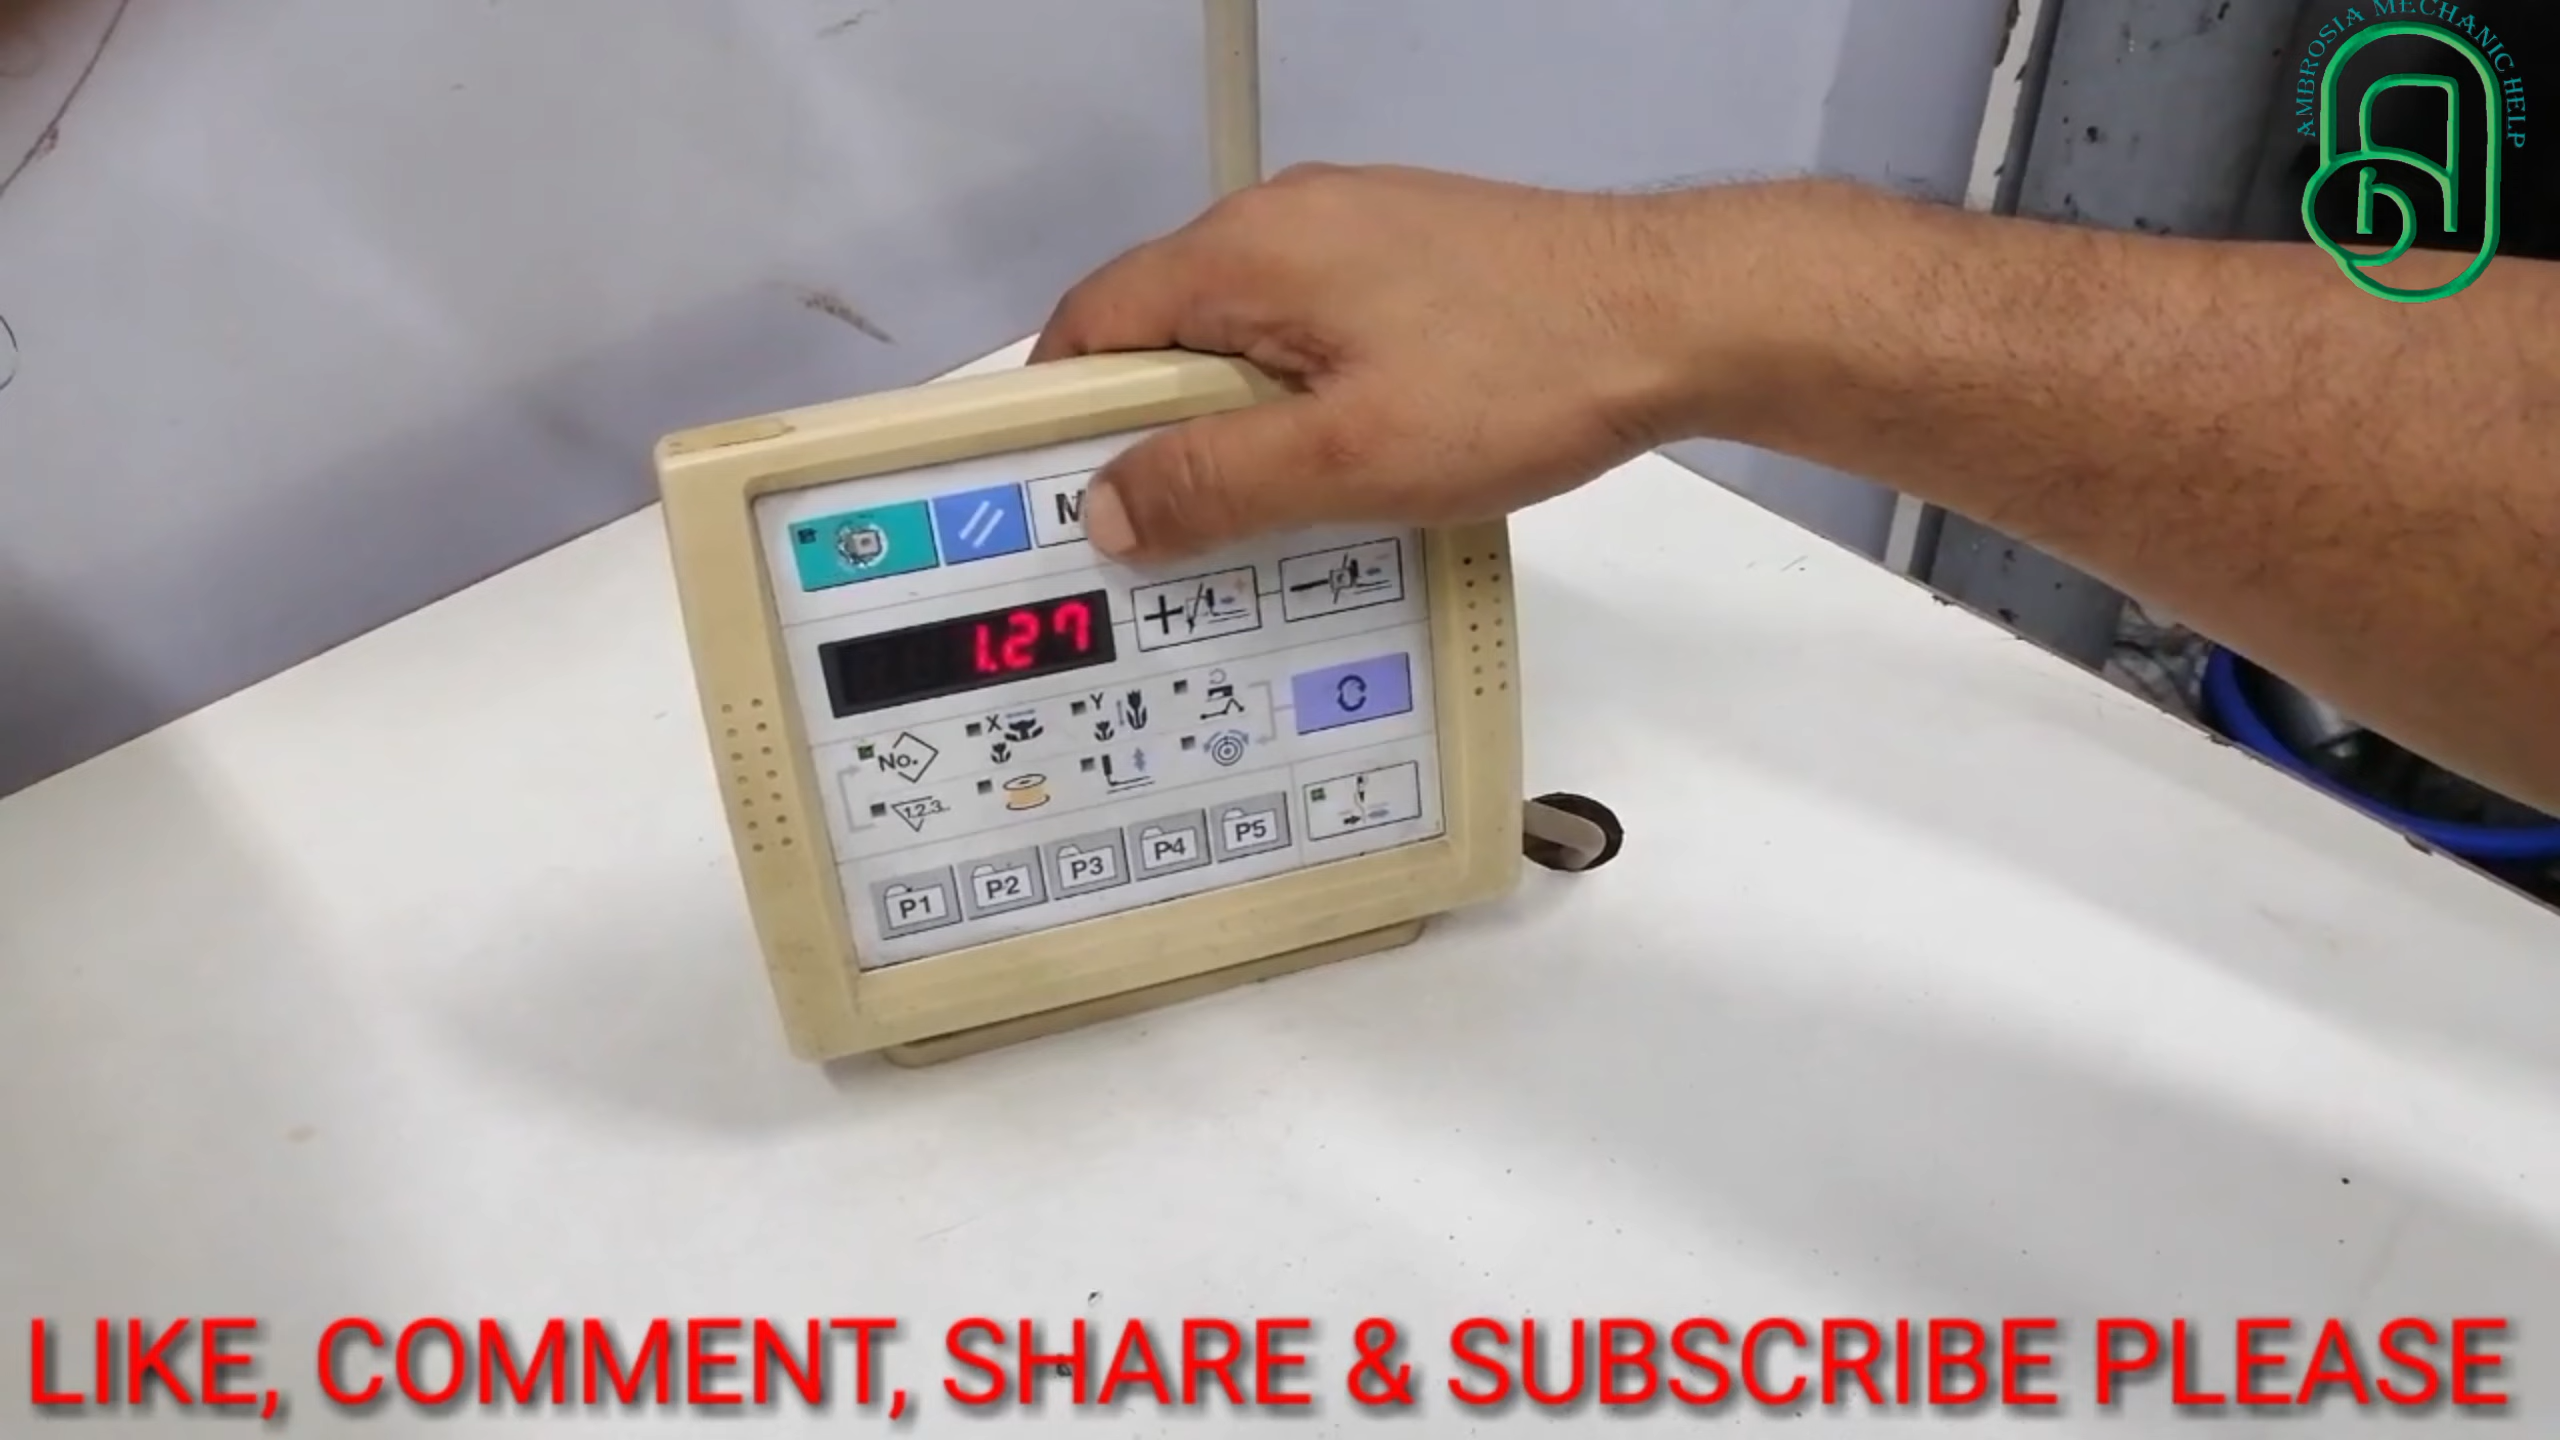 AMBROSIA MECHANIC HELP
M
1.27
No.
X
Y
1.2.3..
P1
P2
P3
P4
P5
LIKE, COMMENT, SHARE & SUBSCRIBE PLEASE